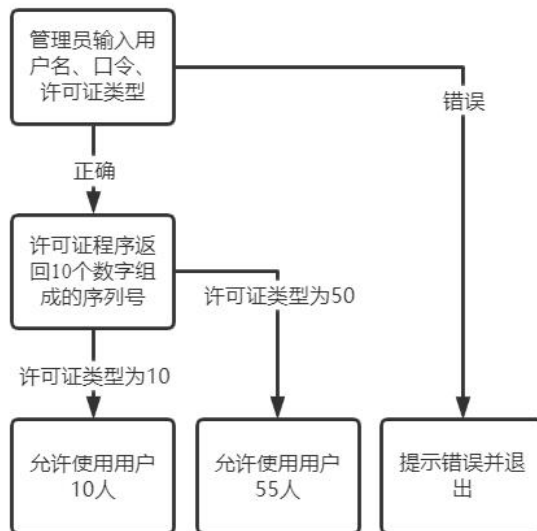 管理员输入用
户名、口令、
许可证类型
错误
正确
许可证程序返
回10个数字组
成的序列号
许可证类型为50
许可证类型为10
允许使用用户
10人
允许使用用户
55人
提示错误并退
出